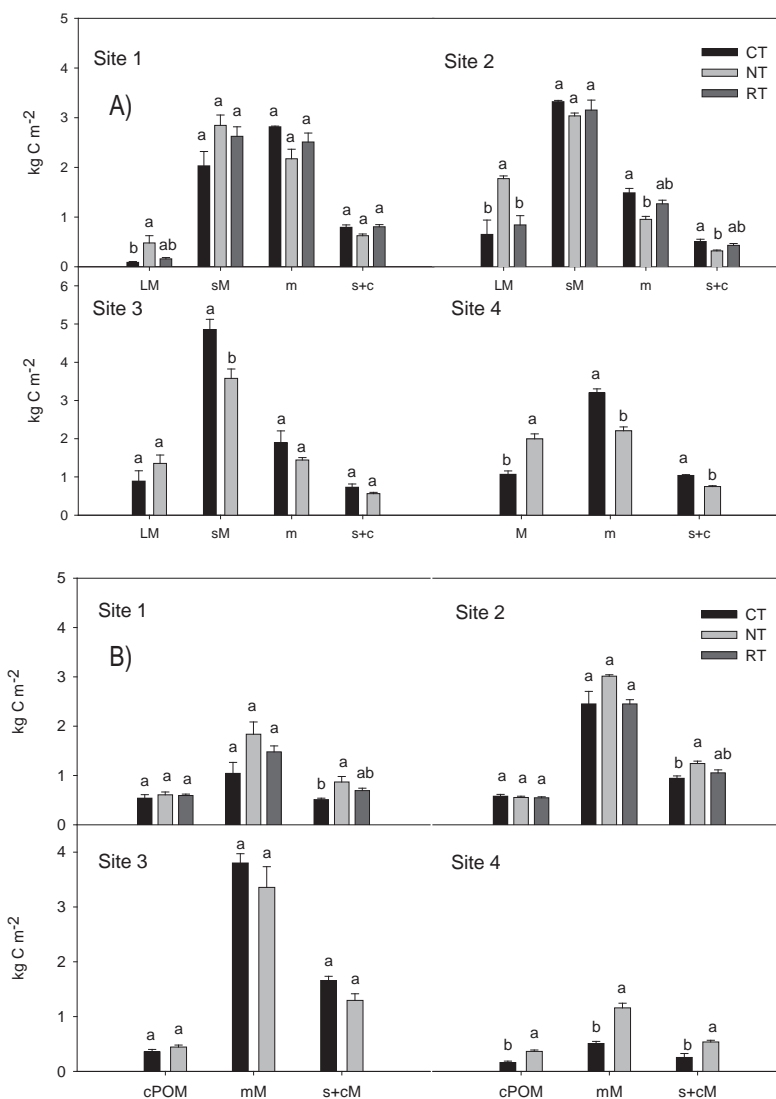 5
Site 1
Site 2
CT
NT
RT
A)
4
3
2
1
0
kg C m-2
b a ab
a a a
a a a
a a a
b a b
a a a
a b ab
a b ab
LM sM m s+c
LM sM m s+c
6
Site 3
Site 4
5
4
3
2
1
0
kg C m-2
a a
a b
a a
a a
b a
a b
a b
LM sM m s+c
M m s+c
5
Site 1
Site 2
CT
NT
RT
B)
4
3
2
1
0
kg C m-2
a a a
a a a
b a ab
a a a
a a a
b a ab
Site 3
Site 4
4
3
2
1
0
kg C m-2
a a
a a
a a
b a
b a
b a
cPOM mM s+cM
cPOM mM s+cM